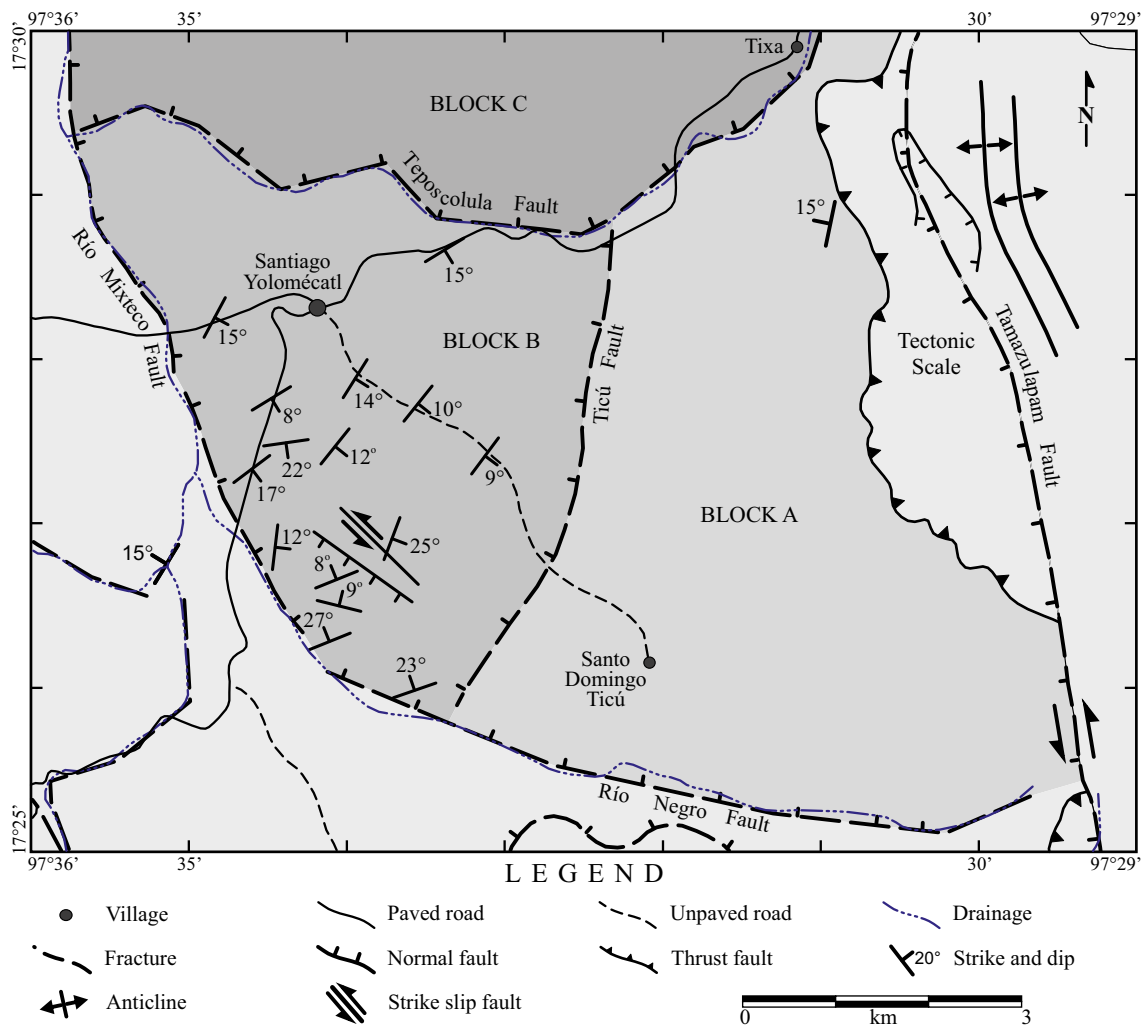 97°36' 35' 30' 97°29'
17°30'
Tixa
BLOCK C
N
Teposcolula Fault
15°
Río Mixteco Fault
Santiago
Yolomécatl
15°
15°
BLOCK B
Ticú Fault
Tectonic
Scale
Tamazulapam Fault
14°
10°
8°
22°
12°
9°
17°
BLOCK A
12°
25°
15°
8°
9°
27°
23°
Santo
Domingo
Ticú
Río Negro Fault
17°25'
97°36' 35' 30' 97°29'
LEGEND
Village
Paved road
Unpaved road
Drainage
Fracture
Normal fault
Thrust fault
20° Strike and dip
Anticline
Strike slip fault
0 km 3